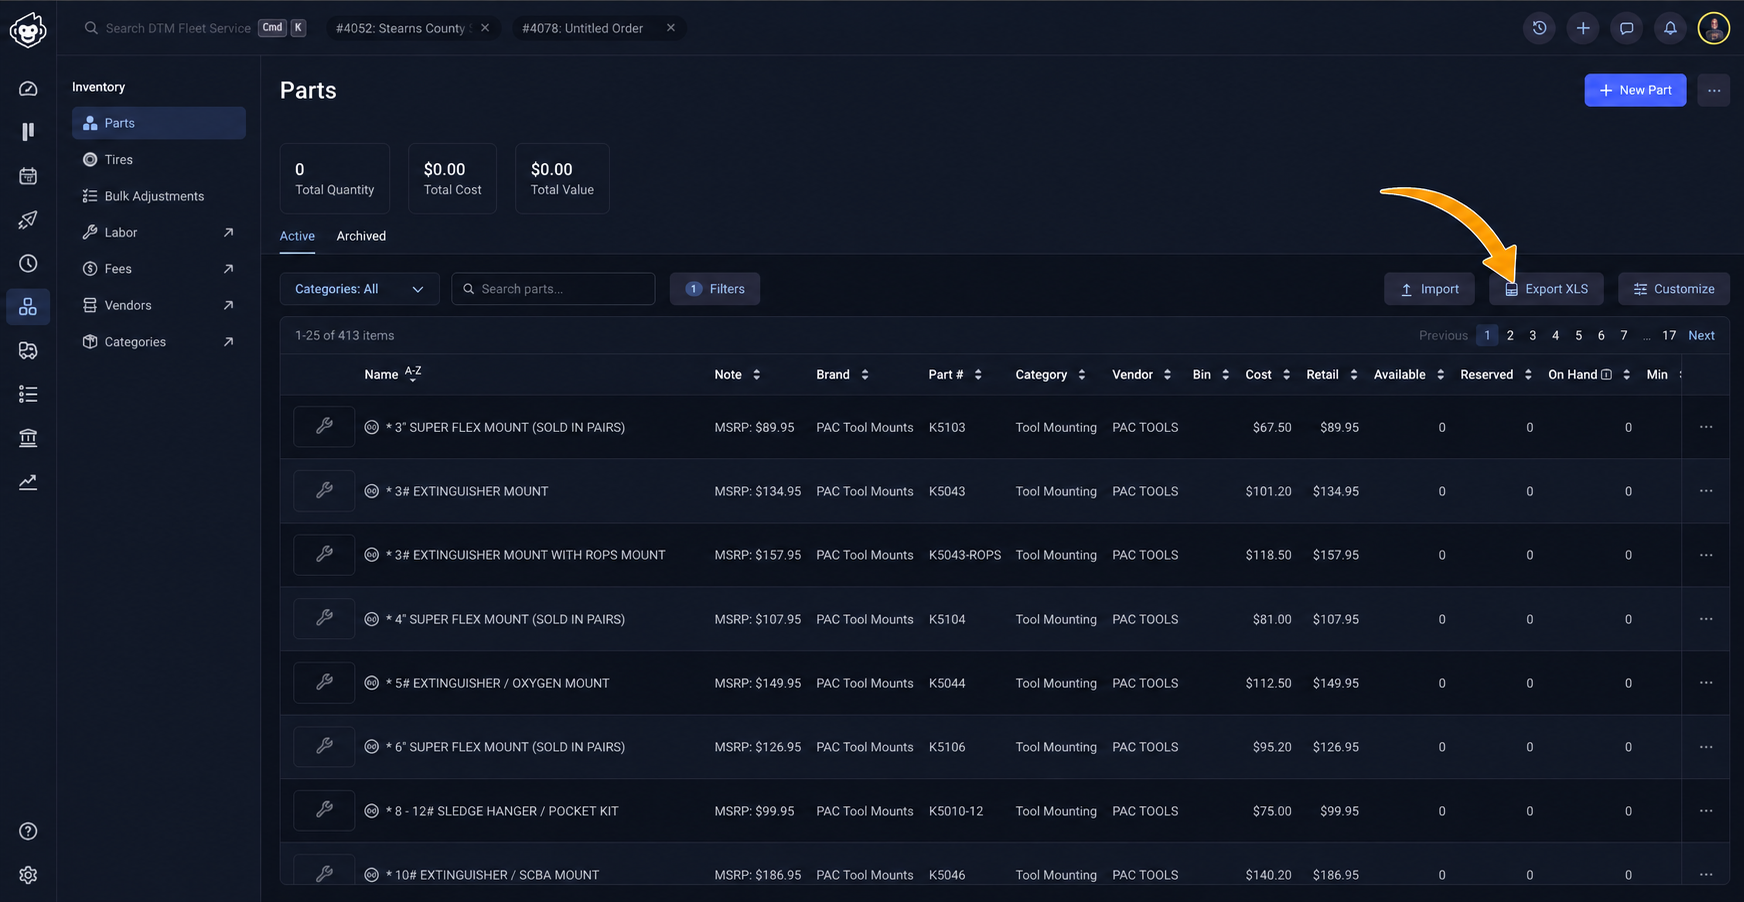 Search DTM Fleet Service Cmd K #4052: Stearns County #4078: Untitled Order
Inventory
Parts
Tires
Bulk Adjustments
Labor
Fees
Vendors
Categories
Parts
New Part
0
Total Quantity
$0.00
Total Cost
$0.00
Total Value
Active Archived
Categories: All Search parts... 1 Filters Import Export XLS Customize
1-25 of 413 items Previous 1 2 3 4 5 6 7 ... 17 Next
Name A-Z Note Brand Part # Category Vendor Bin Cost Retail Available Reserved On Hand Min
* 3" SUPER FLEX MOUNT (SOLD IN PAIRS) MSRP: $89.95 PAC Tool Mounts K5103 Tool Mounting PAC TOOLS $67.50 $89.95 0 0 0
* 3# EXTINGUISHER MOUNT MSRP: $134.95 PAC Tool Mounts K5043 Tool Mounting PAC TOOLS $101.20 $134.95 0 0 0
* 3# EXTINGUISHER MOUNT WITH ROPS MOUNT MSRP: $157.95 PAC Tool Mounts K5043-ROPS Tool Mounting PAC TOOLS $118.50 $157.95 0 0 0
* 4" SUPER FLEX MOUNT (SOLD IN PAIRS) MSRP: $107.95 PAC Tool Mounts K5104 Tool Mounting PAC TOOLS $81.00 $107.95 0 0 0
* 5# EXTINGUISHER / OXYGEN MOUNT MSRP: $149.95 PAC Tool Mounts K5044 Tool Mounting PAC TOOLS $112.50 $149.95 0 0 0
* 6" SUPER FLEX MOUNT (SOLD IN PAIRS) MSRP: $126.95 PAC Tool Mounts K5106 Tool Mounting PAC TOOLS $95.20 $126.95 0 0 0
* 8 - 12# SLEDGE HANGER / POCKET KIT MSRP: $99.95 PAC Tool Mounts K5010-12 Tool Mounting PAC TOOLS $75.00 $99.95 0 0 0
* 10# EXTINGUISHER / SCBA MOUNT MSRP: $186.95 PAC Tool Mounts K5046 Tool Mounting PAC TOOLS $140.20 $186.95 0 0 0